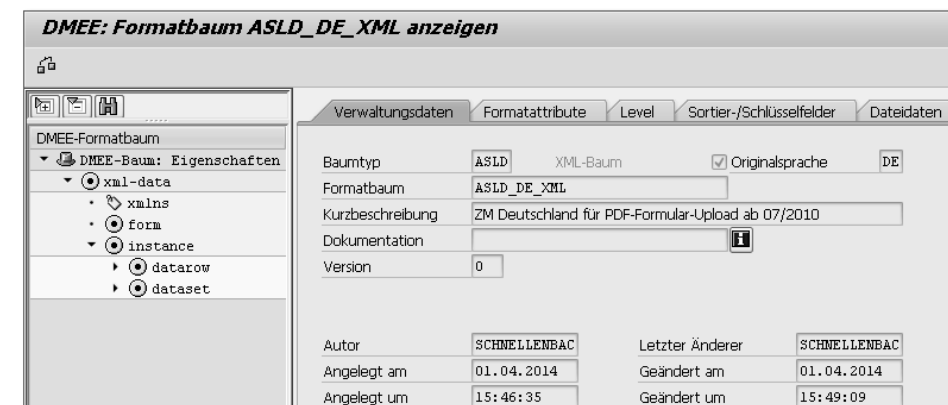 DMEE: Formatbaum ASLD_DE_XML anzeigen
Verwaltungsdaten Formatattribute Level Sortier-/Schlüsselfelder Dateidaten
DMEE-Formatbaum
DMEE-Baum: Eigenschaften
xml-data
xmlns
form
instance
datarow
dataset
Baumtyp ASLD XML-Baum Originalsprache DE
Formatbaum ASLD_DE_XML
Kurzbeschreibung ZM Deutschland für PDF-Formular-Upload ab 07/2010
Dokumentation
Version 0
Autor SCHNELLENBAC Letzter Änderer SCHNELLENBAC
Angelegt am 01.04.2014 Geändert am 01.04.2014
Angelegt um 15:46:35 Geändert um 15:49:09